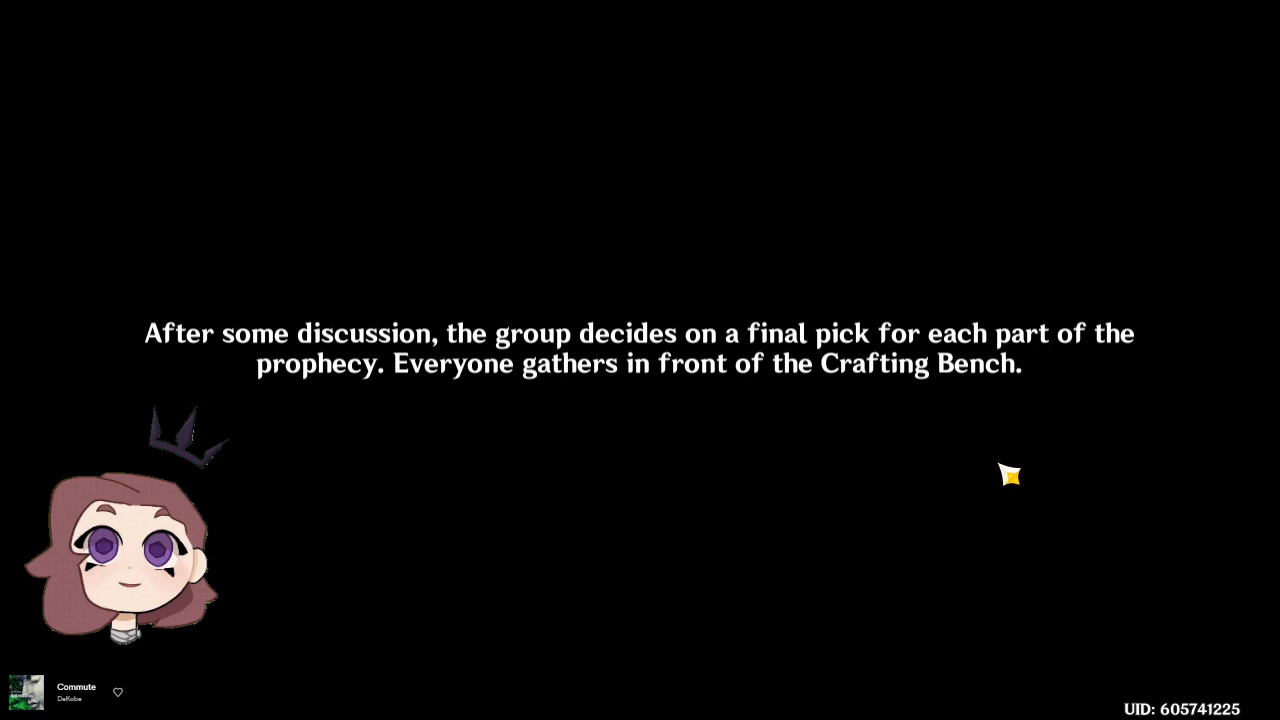 After some discussion, the group decides on a final pick for each part of the
prophecy. Everyone gathers in front of the Crafting Bench.
Commute
DeKobe
UID: 605741225